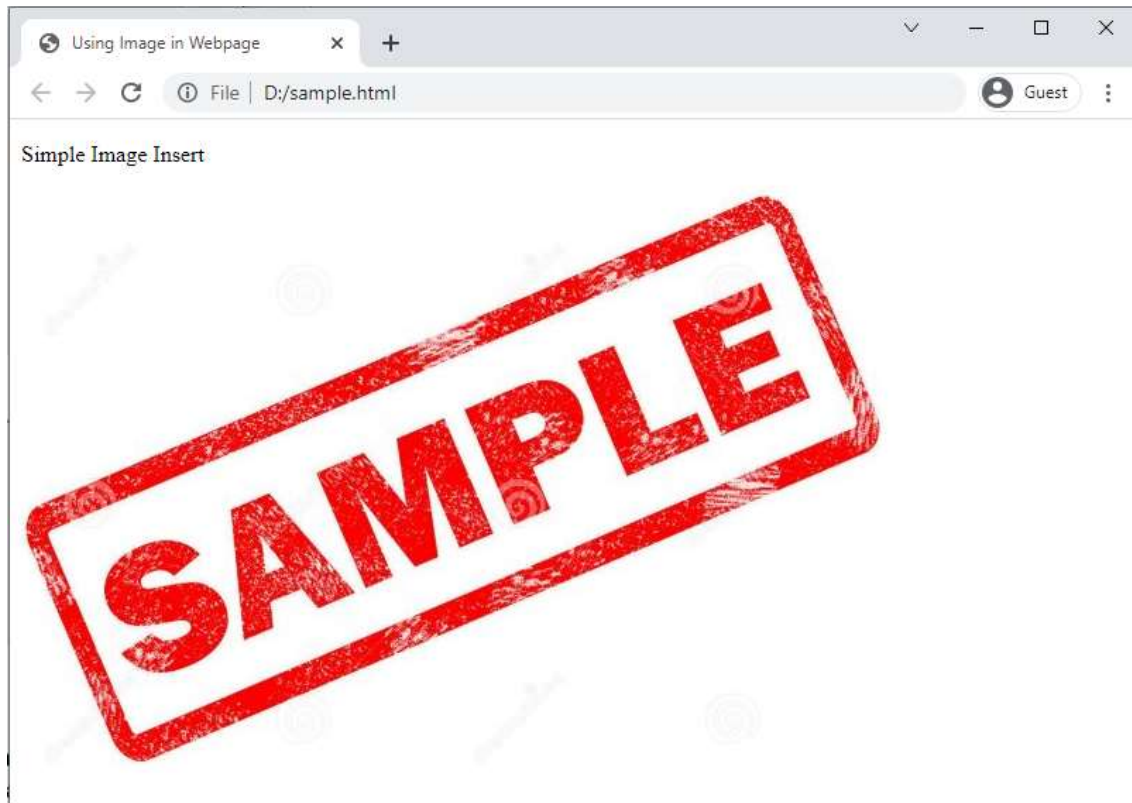 Using Image in Webpage
File | D:/sample.html
Guest
Simple Image Insert
SAMPLE